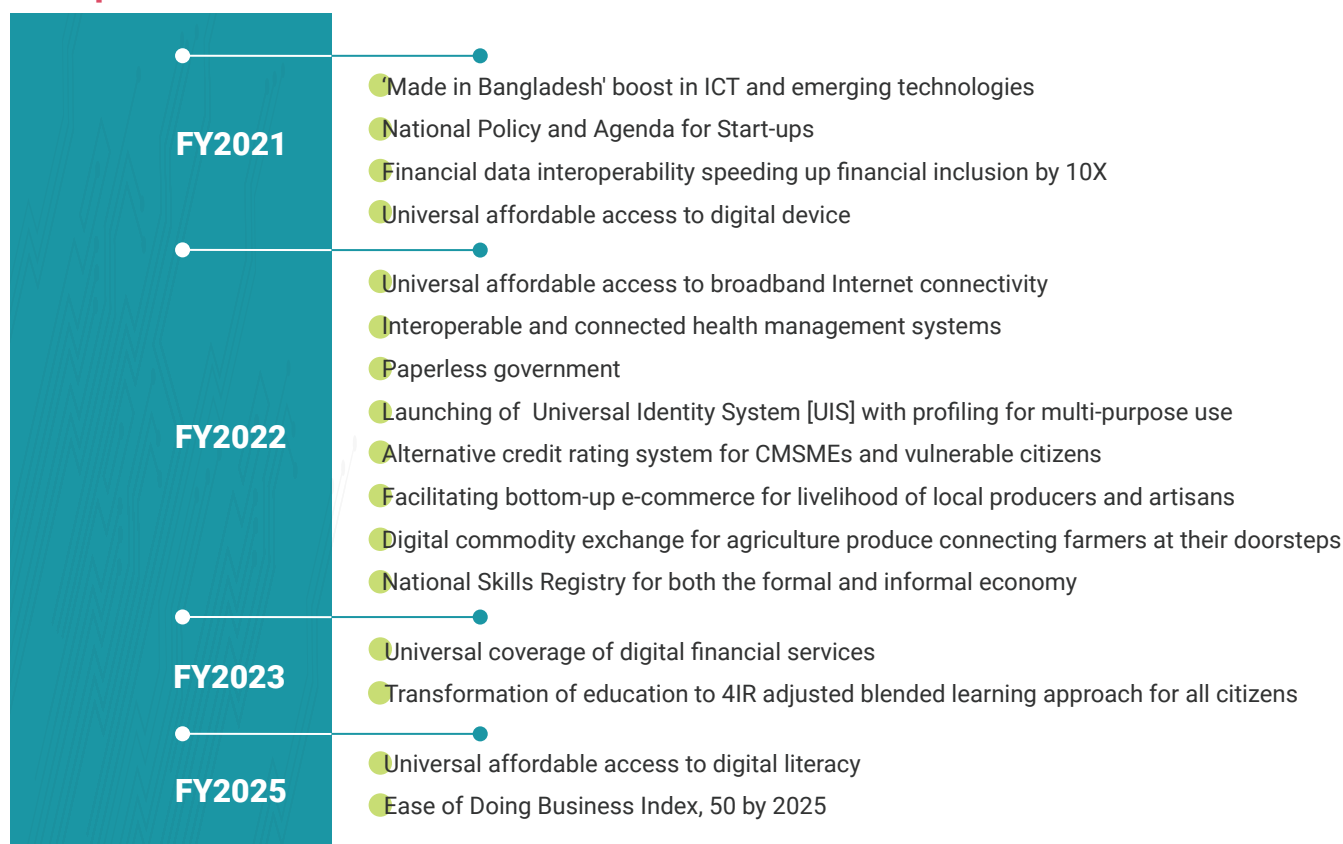 FY2021
‘Made in Bangladesh' boost in ICT and emerging technologies
National Policy and Agenda for Start-ups
Financial data interoperability speeding up financial inclusion by 10X
Universal affordable access to digital device
FY2022
Universal affordable access to broadband Internet connectivity
Interoperable and connected health management systems
Paperless government
Launching of  Universal Identity System [UIS] with profiling for multi-purpose use
Alternative credit rating system for CMSMEs and vulnerable citizens
Facilitating bottom-up e-commerce for livelihood of local producers and artisans
Digital commodity exchange for agriculture produce connecting farmers at their doorsteps
National Skills Registry for both the formal and informal economy
FY2023
Universal coverage of digital financial services
Transformation of education to 4IR adjusted blended learning approach for all citizens
FY2025
Universal affordable access to digital literacy
Ease of Doing Business Index, 50 by 2025